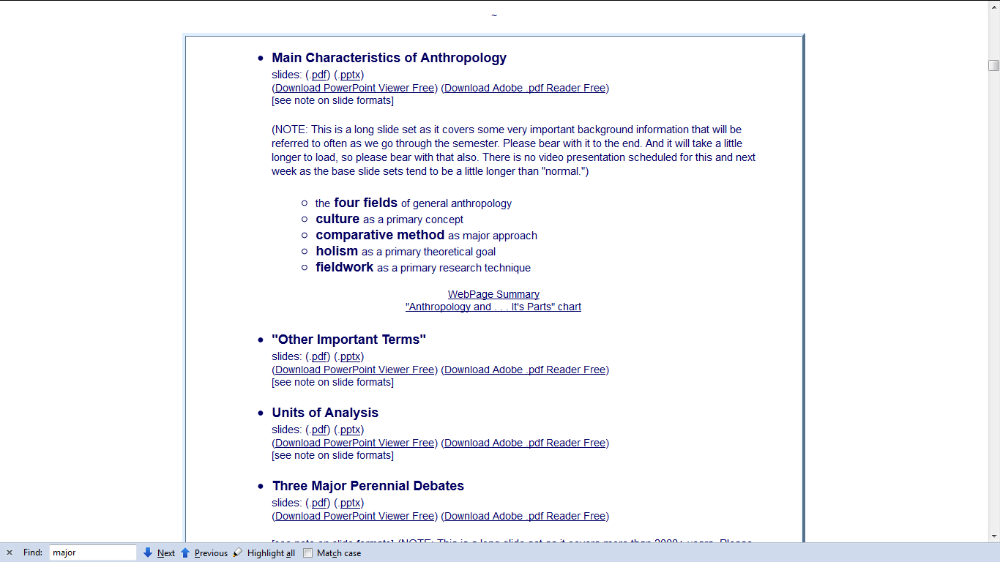 ~
Main Characteristics of Anthropology
slides: (.pdf) (.pptx)
(Download PowerPoint Viewer Free) (Download Adobe .pdf Reader Free)
[see note on slide formats]
(NOTE: This is a long slide set as it covers some very important background information that will be
referred to often as we go through the semester. Please bear with it to the end. And it will take a little
longer to load, so please bear with that also. There is no video presentation scheduled for this and next
week as the base slide sets tend to be a little longer than "normal.")
the four fields of general anthropology
culture as a primary concept
comparative method as major approach
holism as a primary theoretical goal
fieldwork as a primary research technique
WebPage Summary
"Anthropology and . . . It's Parts" chart
"Other Important Terms"
slides: (.pdf) (.pptx)
(Download PowerPoint Viewer Free) (Download Adobe .pdf Reader Free)
[see note on slide formats]
Units of Analysis
slides: (.pdf) (.pptx)
(Download PowerPoint Viewer Free) (Download Adobe .pdf Reader Free)
[see note on slide formats]
Three Major Perennial Debates
slides: (.pdf) (.pptx)
(Download PowerPoint Viewer Free) (Download Adobe .pdf Reader Free)
[see note on slide formats] (NOTE: This is a long slide set as it covers more than 2000+ years. Please
Find: major Next Previous Highlight all Match case